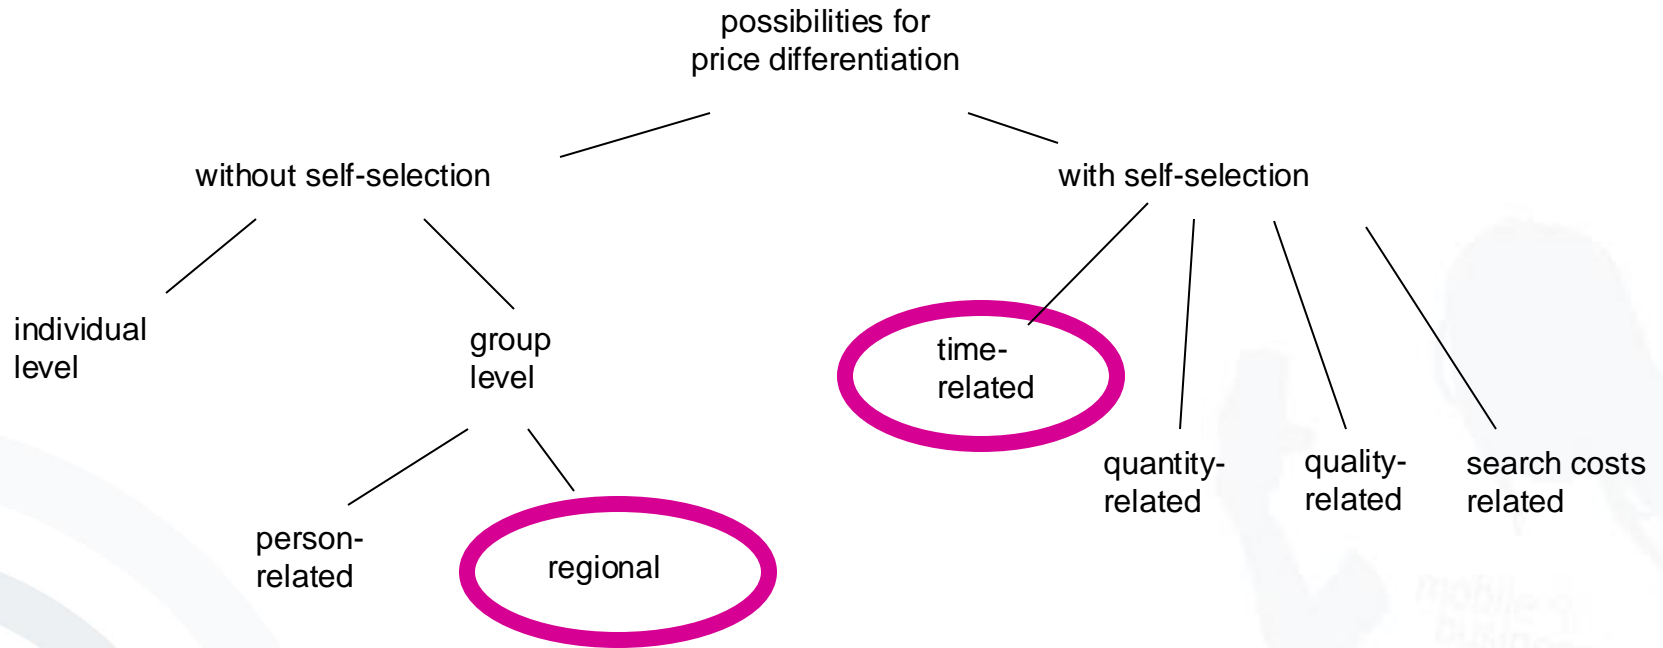 possibilities for
price differentiation
without self-selection
with self-selection
individual
level
group
level
time-
related
quantity-
related
quality-
related
search costs
related
person-
related
regional
mobile